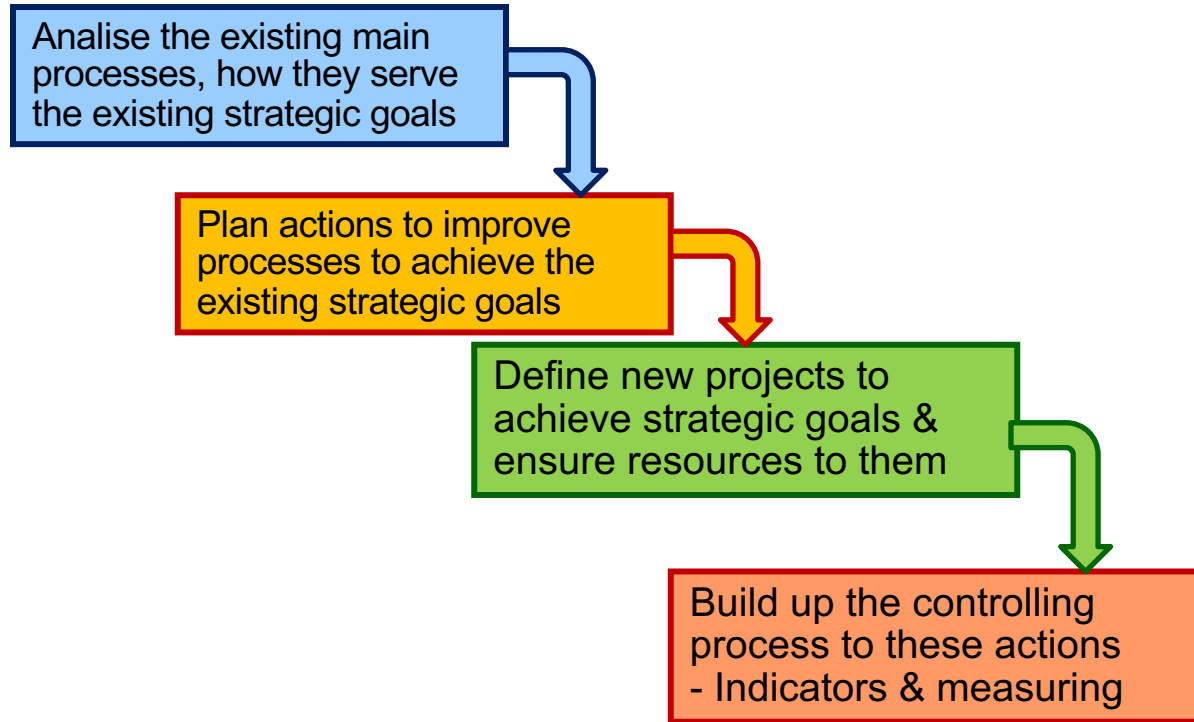 Analise the existing main
processes, how they serve
the existing strategic goals
Plan actions to improve
processes to achieve the
existing strategic goals
Define new projects to
achieve strategic goals &
ensure resources to them
Build up the controlling
process to these actions
- Indicators & measuring